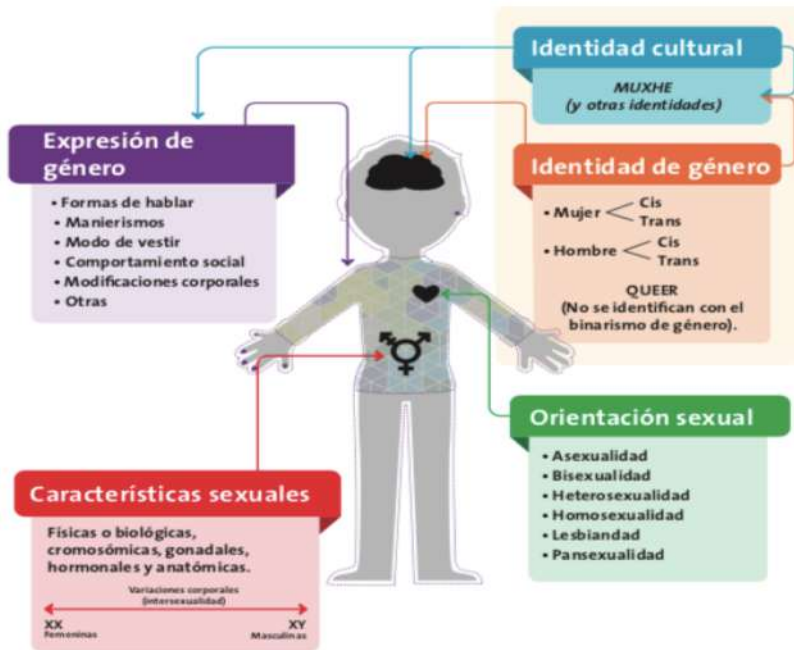 Identidad cultural
MUXHE
(y otras identidades)
Expresión de
género
• Formas de hablar
• Manierismos
• Modo de vestir
• Comportamiento social
• Modificaciones corporales
• Otras
Identidad de género
• Mujer
Cis
Trans
• Hombre
Cis
Trans
QUEER
(No se identifican con el
binarismo de género).
Orientación sexual
• Asexualidad
• Bisexualidad
• Heterosexualidad
• Homosexualidad
• Lesbiandad
• Pansexualidad
Características sexuales
Físicas o biológicas,
cromosómicas, gonadales,
hormonales y anatómicas.
Variaciones corporales
(intersexualidad)
XX
Femeninas
XY
Masculinas